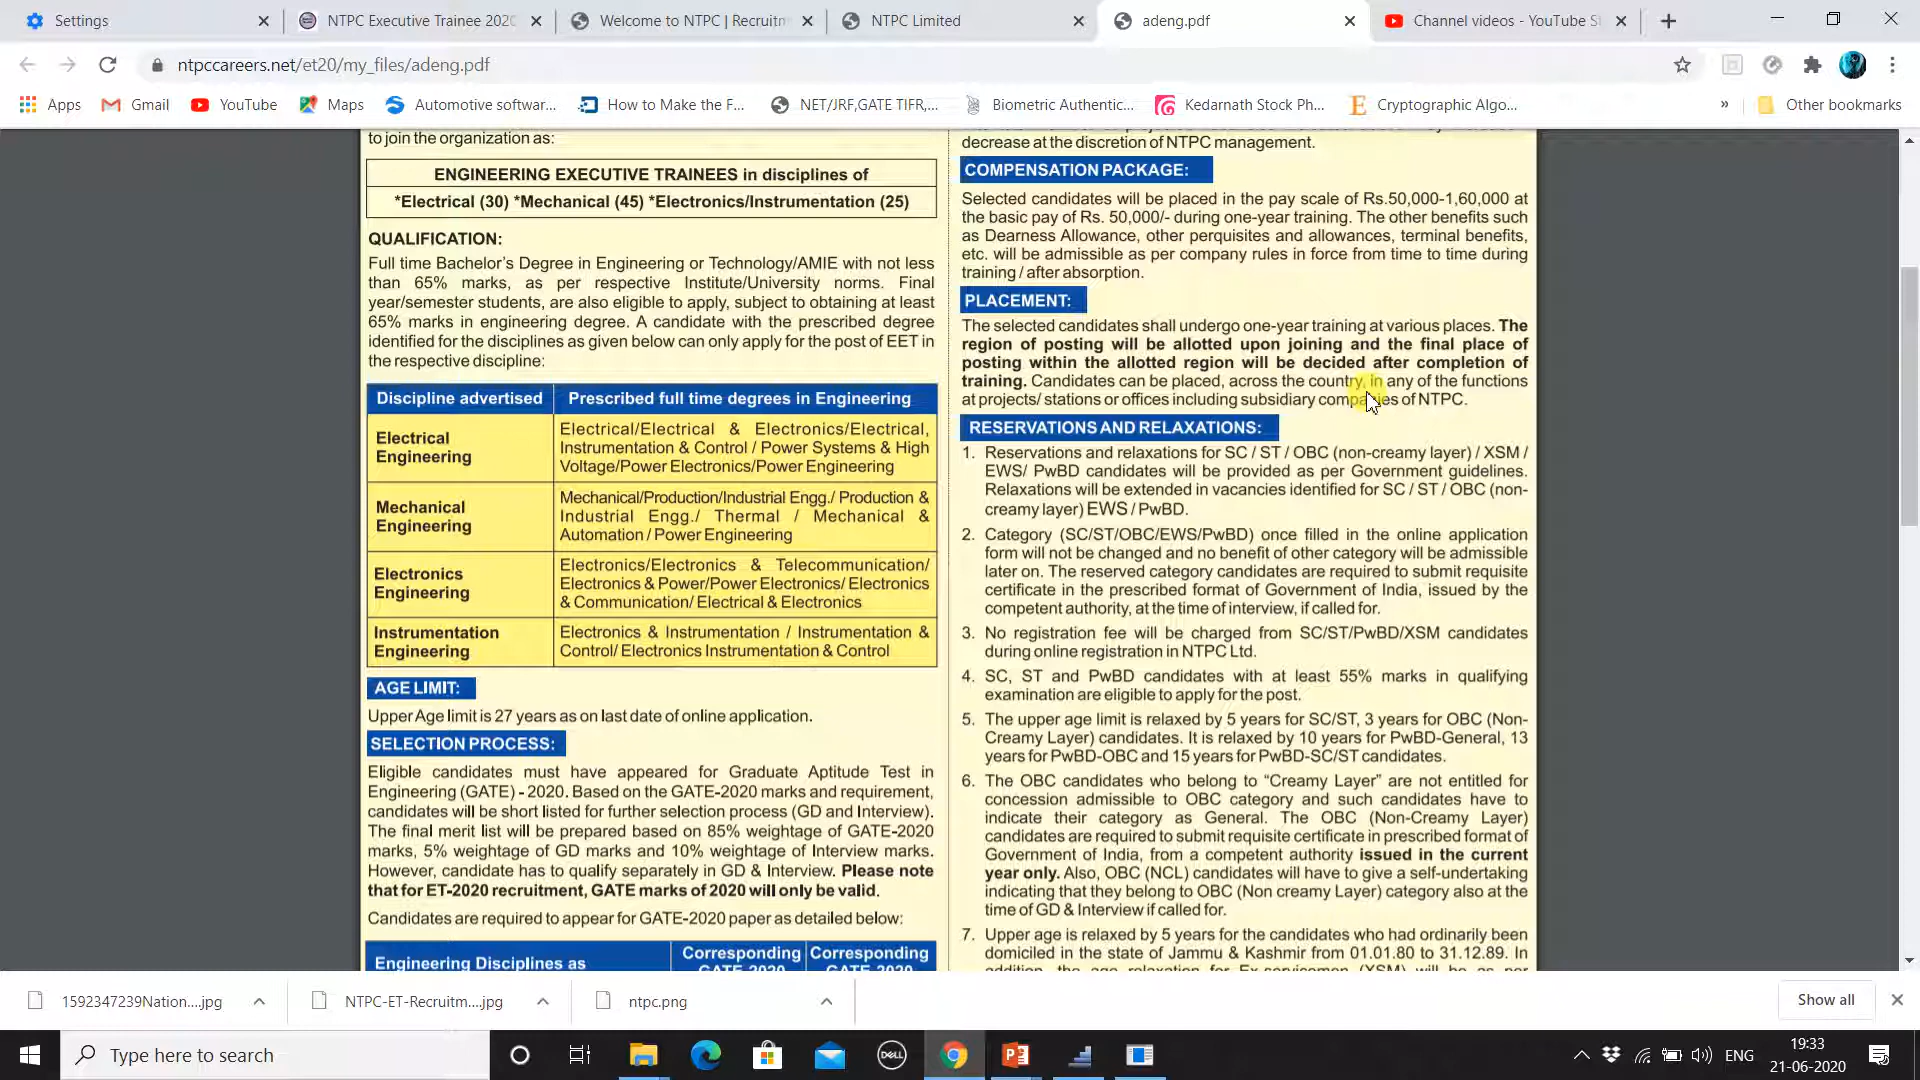 Settings
NTPC Executive Trainee 2020
Welcome to NTPC | Recruitm
NTPC Limited
adeng.pdf
Channel videos - YouTube S
ntpccareers.net/et20/my_files/adeng.pdf
Apps
Gmail
YouTube
Maps
Automotive softwar...
How to Make the F...
NET/JRF,GATE TIFR,...
Biometric Authentic...
Kedarnath Stock Ph...
Cryptographic Algo...
»
Other bookmarks
to join the organization as:
ENGINEERING EXECUTIVE TRAINEES in disciplines of
*Electrical (30) *Mechanical (45) *Electronics/Instrumentation (25)
QUALIFICATION:
Full time Bachelor's Degree in Engineering or Technology/AMIE with not less
than 65% marks, as per respective Institute/University norms. Final
year/semester students, are also eligible to apply, subject to obtaining at least
65% marks in engineering degree. A candidate with the prescribed degree
identified for the disciplines as given below can only apply for the post of EET in
the respective discipline:
Discipline advertised
Prescribed full time degrees in Engineering
Electrical
Engineering
Electrical/Electrical & Electronics/Electrical,
Instrumentation & Control / Power Systems & High
Voltage/Power Electronics/Power Engineering
Mechanical
Engineering
Mechanical/Production/Industrial Engg./ Production &
Industrial Engg./ Thermal / Mechanical &
Automation / Power Engineering
Electronics
Engineering
Electronics/Electronics & Telecommunication/
Electronics & Power/Power Electronics/ Electronics
& Communication/ Electrical & Electronics
Instrumentation
Engineering
Electronics & Instrumentation / Instrumentation &
Control/ Electronics Instrumentation & Control
AGE LIMIT:
Upper Age limit is 27 years as on last date of online application.
SELECTION PROCESS:
Eligible candidates must have appeared for Graduate Aptitude Test in
Engineering (GATE) - 2020. Based on the GATE-2020 marks and requirement,
candidates will be short listed for further selection process (GD and Interview).
The final merit list will be prepared based on 85% weightage of GATE-2020
marks, 5% weightage of GD marks and 10% weightage of Interview marks.
However, candidate has to qualify separately in GD & Interview. Please note
that for ET-2020 recruitment, GATE marks of 2020 will only be valid.
Candidates are required to appear for GATE-2020 paper as detailed below:
Engineering Disciplines as
Corresponding
GATE 2020
Corresponding
GATE 2020
decrease at the discretion of NTPC management.
COMPENSATION PACKAGE:
Selected candidates will be placed in the pay scale of Rs.50,000-1,60,000 at
the basic pay of Rs. 50,000/- during one-year training. The other benefits such
as Dearness Allowance, other perquisites and allowances, terminal benefits,
etc. will be admissible as per company rules in force from time to time during
training / after absorption.
PLACEMENT:
The selected candidates shall undergo one-year training at various places. The
region of posting will be allotted upon joining and the final place of
posting within the allotted region will be decided after completion of
training. Candidates can be placed, across the country, in any of the functions
at projects/ stations or offices including subsidiary companies of NTPC.
RESERVATIONS AND RELAXATIONS:
1. Reservations and relaxations for SC / ST / OBC (non-creamy layer) / XSM /
EWS/ PwBD candidates will be provided as per Government guidelines.
Relaxations will be extended in vacancies identified for SC / ST / OBC (non-
creamy layer) EWS / PwBD.
2. Category (SC/ST/OBC/EWS/PwBD) once filled in the online application
form will not be changed and no benefit of other category will be admissible
later on. The reserved category candidates are required to submit requisite
certificate in the prescribed format of Government of India, issued by the
competent authority, at the time of interview, if called for.
3. No registration fee will be charged from SC/ST/PwBD/XSM candidates
during online registration in NTPC Ltd.
4. SC, ST and PwBD candidates with at least 55% marks in qualifying
examination are eligible to apply for the post.
5. The upper age limit is relaxed by 5 years for SC/ST, 3 years for OBC (Non-
Creamy Layer) candidates. It is relaxed by 10 years for PwBD-General, 13
years for PwBD-OBC and 15 years for PwBD-SC/ST candidates.
6. The OBC candidates who belong to “Creamy Layer” are not entitled for
concession admissible to OBC category and such candidates have to
indicate their category as General. The OBC (Non-Creamy Layer)
candidates are required to submit requisite certificate in prescribed format of
Government of India, from a competent authority issued in the current
year only. Also, OBC (NCL) candidates will have to give a self-undertaking
indicating that they belong to OBC (Non creamy Layer) category also at the
time of GD & Interview if called for.
7. Upper age is relaxed by 5 years for the candidates who had ordinarily been
domiciled in the state of Jammu & Kashmir from 01.01.80 to 31.12.89. In
addition, the age relaxation for Ex-servicemen (XSM) will be as per
1592347239Nation....jpg
NTPC-ET-Recruitm....jpg
ntpc.png
Show all
Type here to search
DELL
ENG
19:33
21-06-2020